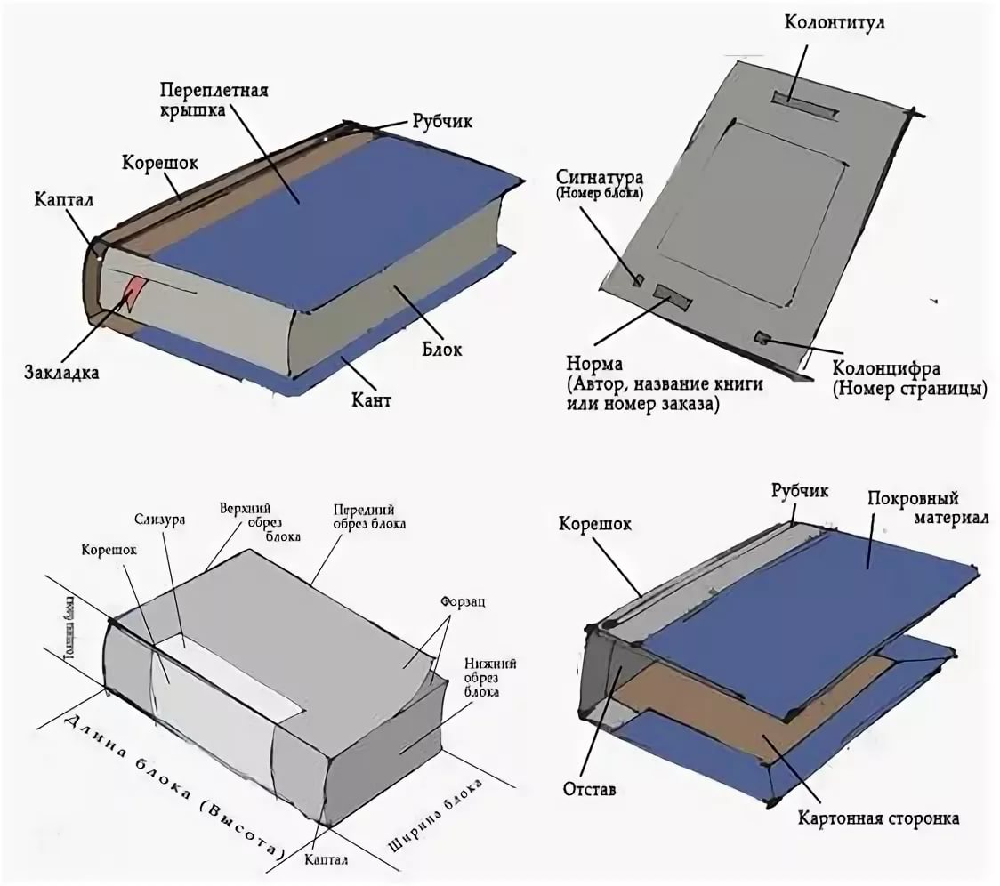 Колонтитул
Переплетная
крышка
Рубчик
Корешок
Каптал
Сигнатура
(Номер блока)
Закладка
Блок
Кант
Норма
(Автор, название книги
или номер заказа)
Колонцифра
(Номер страницы)
Слизура
Верхний
обрез
блока
Передний
обрез блока
Корешок
Форзац
Нижний
обрез
блока
Длина блока (Высота)
Ширина блока
Каптал
Рубчик
Покровный
материал
Корешок
Отстав
Картонная сторонка